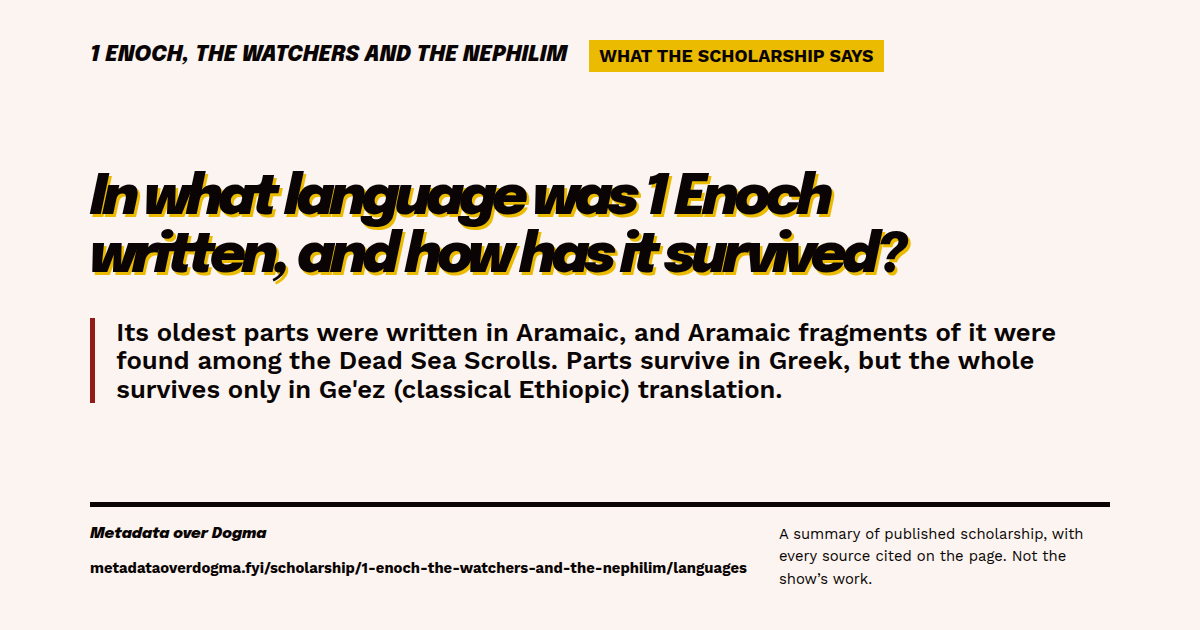 1 ENOCH, THE WATCHERS AND THE NEPHILIM
WHAT THE SCHOLARSHIP SAYS
In what language was 1 Enoch
written, and how has it survived?
Its oldest parts were written in Aramaic, and Aramaic fragments of it were
found among the Dead Sea Scrolls. Parts survive in Greek, but the whole
survives only in Ge'ez (classical Ethiopic) translation.
Metadata over Dogma
metadataoverdogma.fyi/scholarship/1-enoch-the-watchers-and-the-nephilim/languages
A summary of published scholarship, with
every source cited on the page. Not the
show’s work.